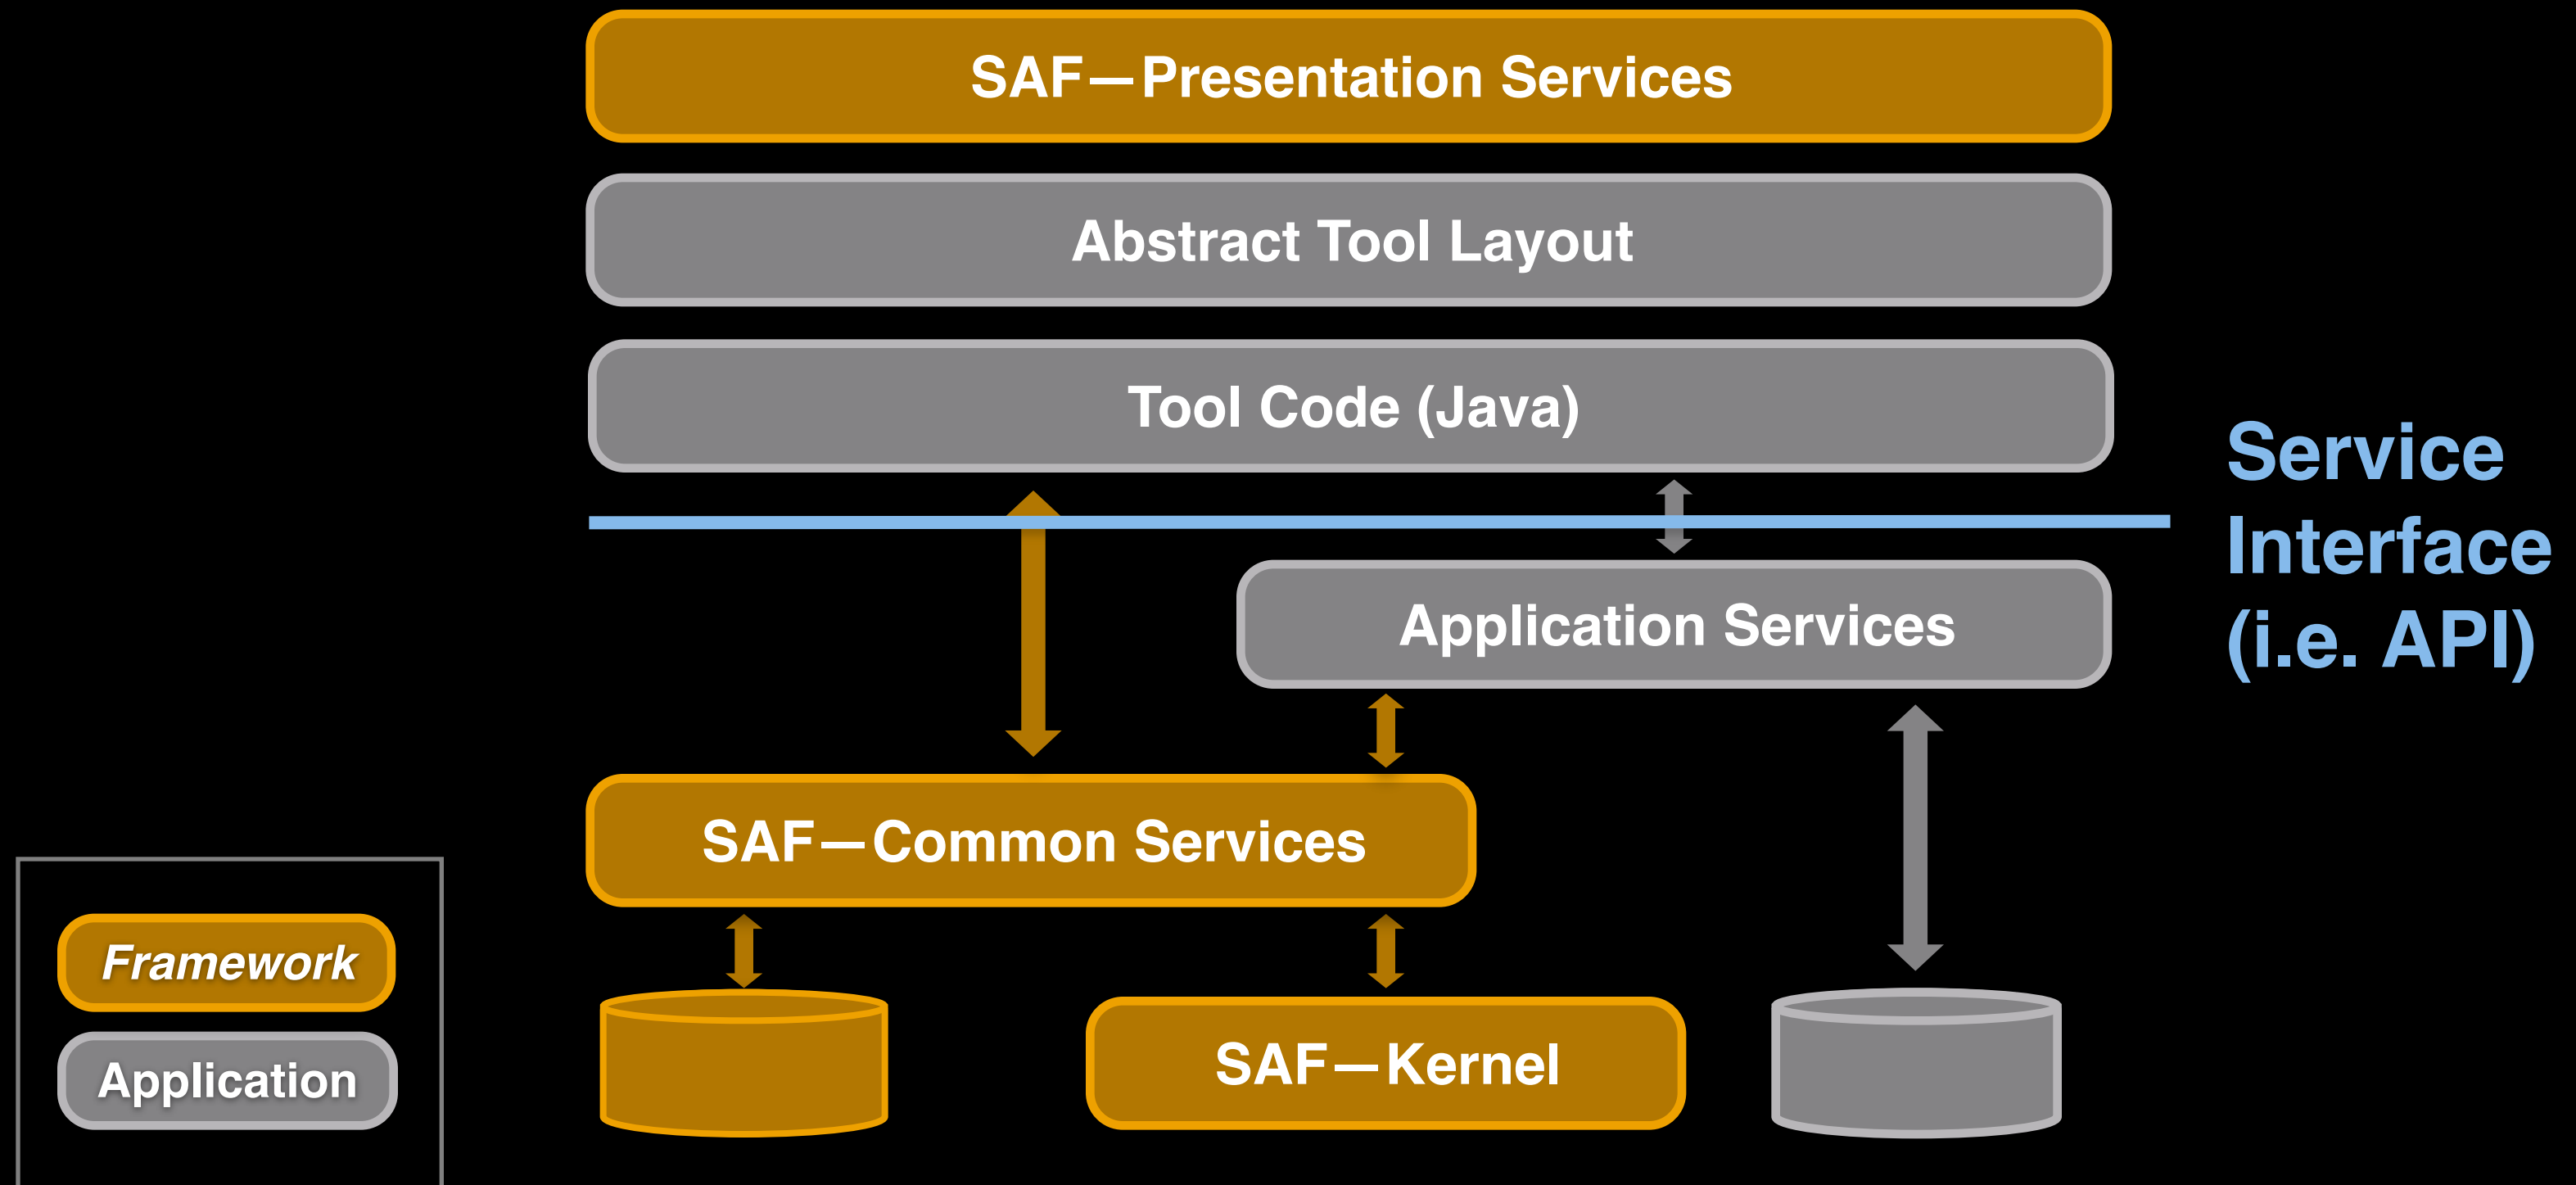 SAF—Presentation Services
Abstract Tool Layout
Tool Code (Java)
Service
Interface
(i.e. API)
Application Services
SAF—Common Services
SAF—Kernel
Framework
Application